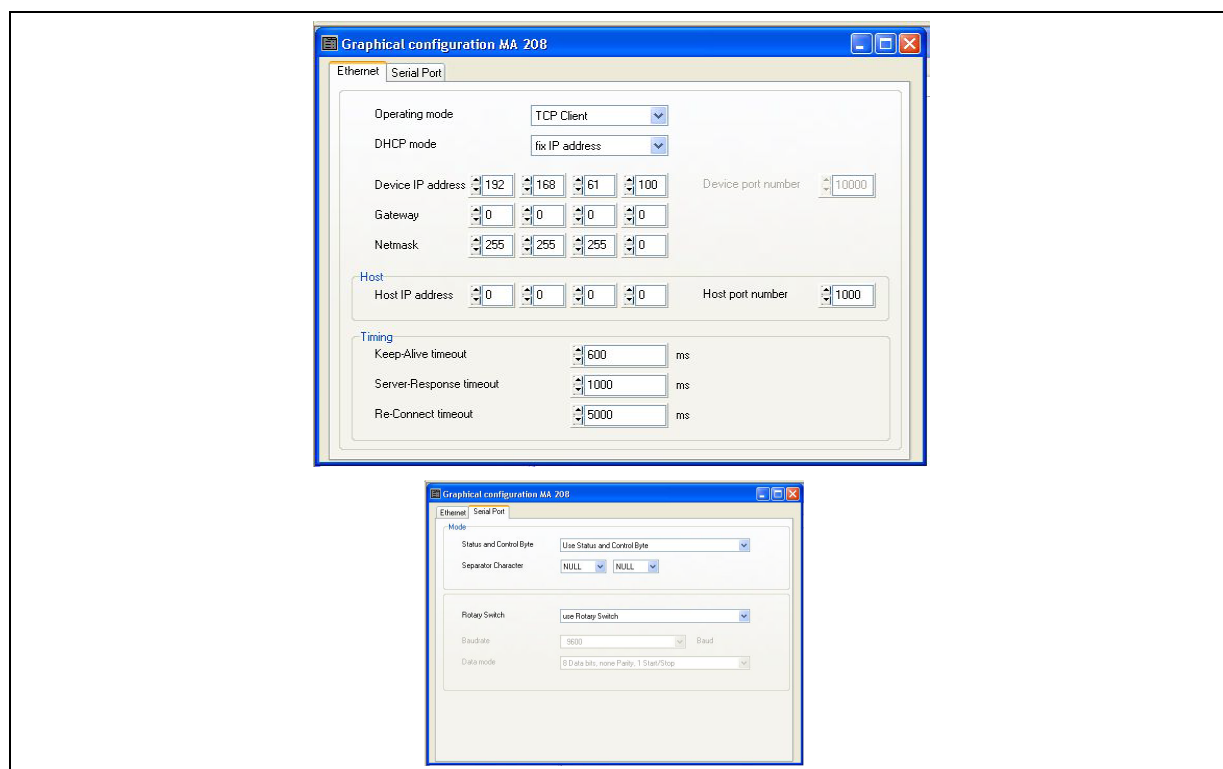 Graphical configuration MA 208
Ethernet Serial Port
Operating mode TCP Client
DHCP mode fix IP address
Device IP address 192 168 61 100 Device port number 10000
Gateway 0 0 0 0
Netmask 255 255 255 0
Host
Host IP address 0 0 0 0 Host port number 1000
Timing
Keep-Alive timeout 600 ms
Server-Response timeout 1000 ms
Re-Connect timeout 5000 ms
Graphical configuration MA 208
Ethernet Serial Port
Mode
Status and Control Byte Use Status and Control Byte
Separator Character NULL NULL
Rotary Switch use Rotary Switch
Baudrate 9600 Baud
Data mode 8 Data bits, none Parity, 1 Start/Stop